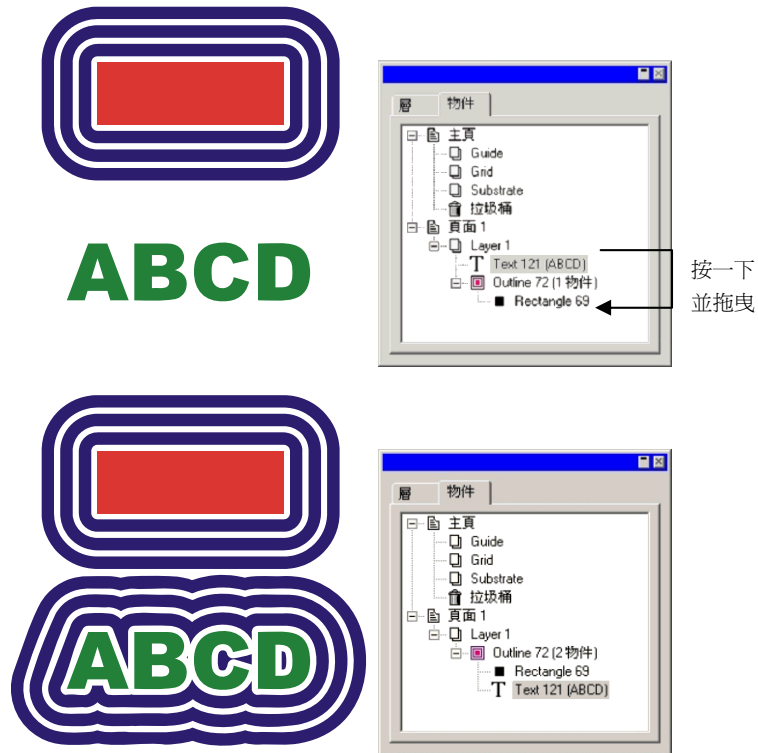 層 物件
主頁
Guide
Grid
Substrate
垃圾桶
頁面 1
Layer 1
T Text 121 (ABCD)
Outline 72 (1 物件)
Rectangle 69
按一下
並拖曳
ABCD
層 物件
主頁
Guide
Grid
Substrate
垃圾桶
頁面 1
Layer 1
Outline 72 (2 物件)
Rectangle 69
T Text 121 (ABCD)
ABCD